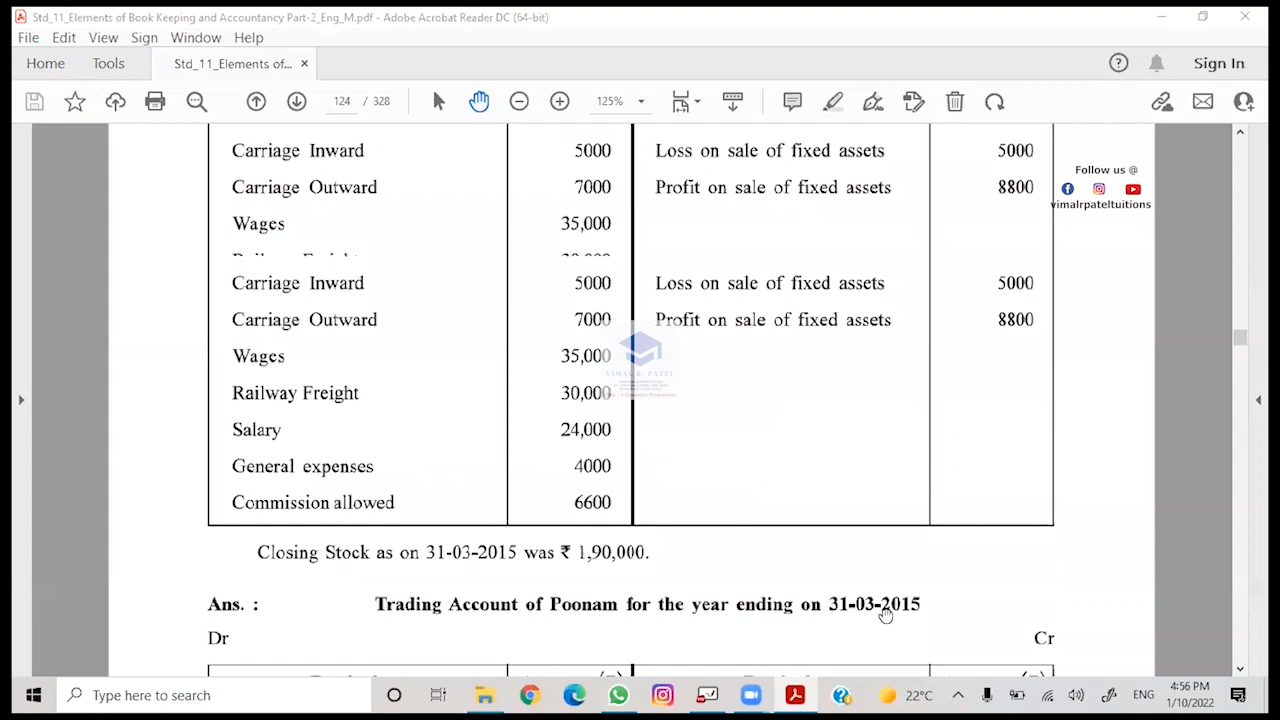 Std_11_Elements of Book Keeping and Accountancy Part-2_Eng_M.pdf - Adobe Acrobat Reader DC (64-bit)
File Edit View Sign Window Help
Home Tools Std_11_Elements of... × Sign In
124 / 328 125%
Carriage Inward 5000 Loss on sale of fixed assets 5000
Follow us @
Carriage Outward 7000 Profit on sale of fixed assets 8800
vimalrpateltuitions
Wages 35,000
Carriage Inward 5000 Loss on sale of fixed assets 5000
Carriage Outward 7000 Profit on sale of fixed assets 8800
Wages 35,000
VIMAL R. PATEL
Railway Freight 30,000
Salary 24,000
General expenses 4000
Commission allowed 6600
Closing Stock as on 31-03-2015 was ₹ 1,90,000.
Ans. : Trading Account of Poonam for the year ending on 31-03-2015
Dr Cr
Type here to search
22°C ENG 4:56 PM
1/10/2022